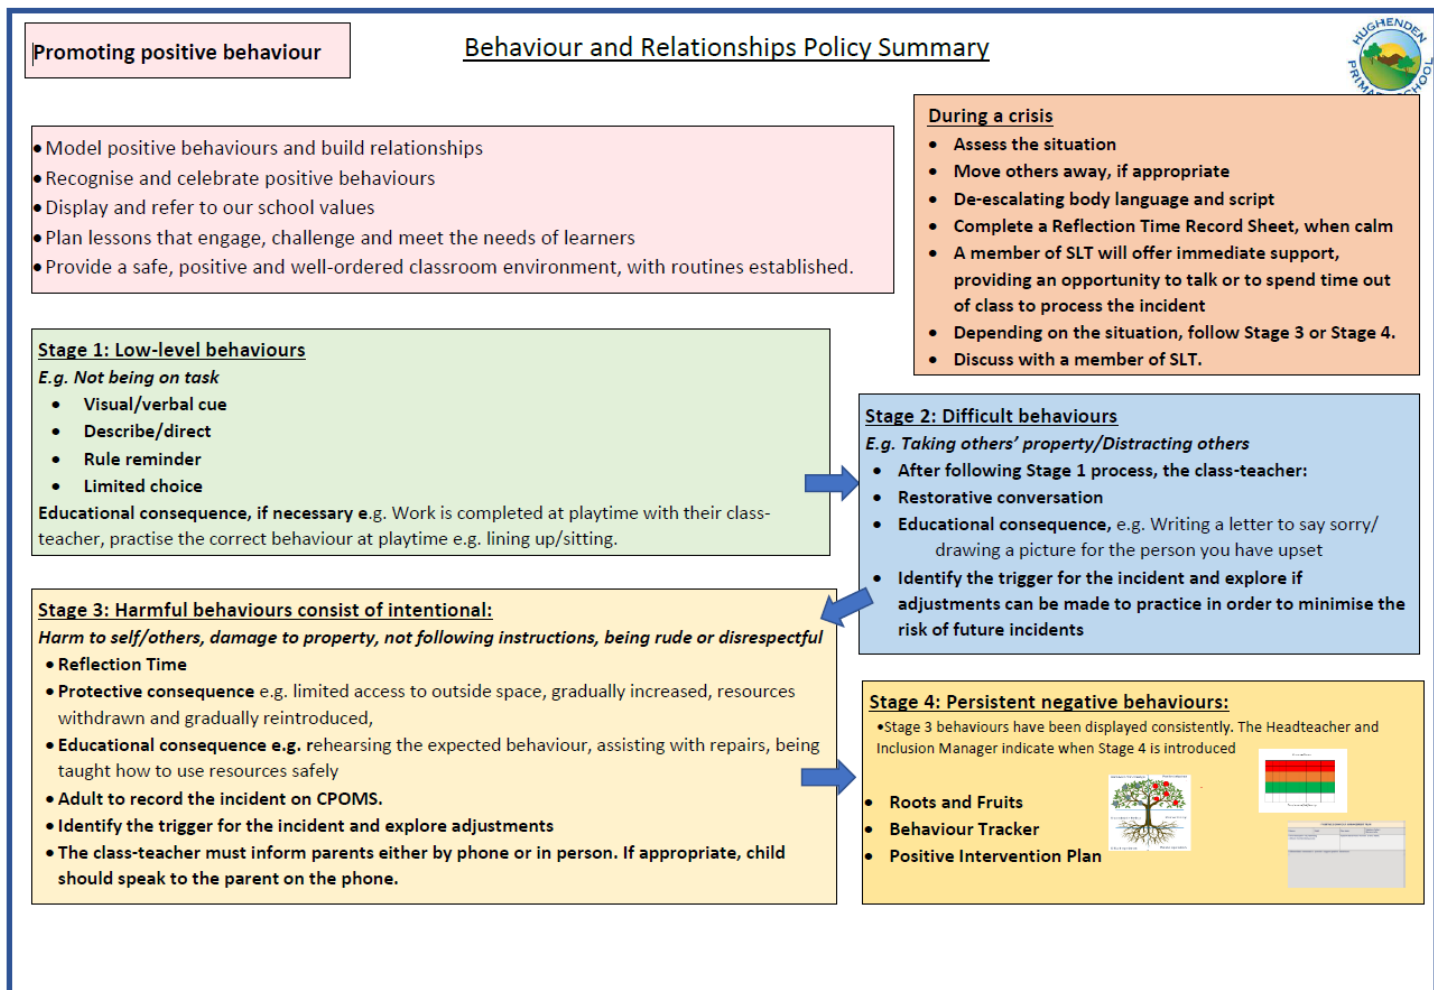 Promoting positive behaviour
Behaviour and Relationships Policy Summary
HUGHENDEN
PRIMARY SCHOOL
• Model positive behaviours and build relationships
• Recognise and celebrate positive behaviours
• Display and refer to our school values
• Plan lessons that engage, challenge and meet the needs of learners
• Provide a safe, positive and well-ordered classroom environment, with routines established.
During a crisis
• Assess the situation
• Move others away, if appropriate
• De-escalating body language and script
• Complete a Reflection Time Record Sheet, when calm
• A member of SLT will offer immediate support,
providing an opportunity to talk or to spend time out
of class to process the incident
• Depending on the situation, follow Stage 3 or Stage 4.
• Discuss with a member of SLT.
Stage 1: Low-level behaviours
E.g. Not being on task
• Visual/verbal cue
• Describe/direct
• Rule reminder
• Limited choice
Educational consequence, if necessary e.g. Work is completed at playtime with their class-
teacher, practise the correct behaviour at playtime e.g. lining up/sitting.
Stage 2: Difficult behaviours
E.g. Taking others’ property/Distracting others
• After following Stage 1 process, the class-teacher:
• Restorative conversation
• Educational consequence, e.g. Writing a letter to say sorry/
drawing a picture for the person you have upset
• Identify the trigger for the incident and explore if
adjustments can be made to practice in order to minimise the
risk of future incidents
Stage 3: Harmful behaviours consist of intentional:
Harm to self/others, damage to property, not following instructions, being rude or disrespectful
• Reflection Time
• Protective consequence e.g. limited access to outside space, gradually increased, resources
withdrawn and gradually reintroduced,
• Educational consequence e.g. rehearsing the expected behaviour, assisting with repairs, being
taught how to use resources safely
• Adult to record the incident on CPOMS.
• Identify the trigger for the incident and explore adjustments
• The class-teacher must inform parents either by phone or in person. If appropriate, child
should speak to the parent on the phone.
Stage 4: Persistent negative behaviours:
•Stage 3 behaviours have been displayed consistently. The Headteacher and
Inclusion Manager indicate when Stage 4 is introduced
• Roots and Fruits
• Behaviour Tracker
• Positive Intervention Plan